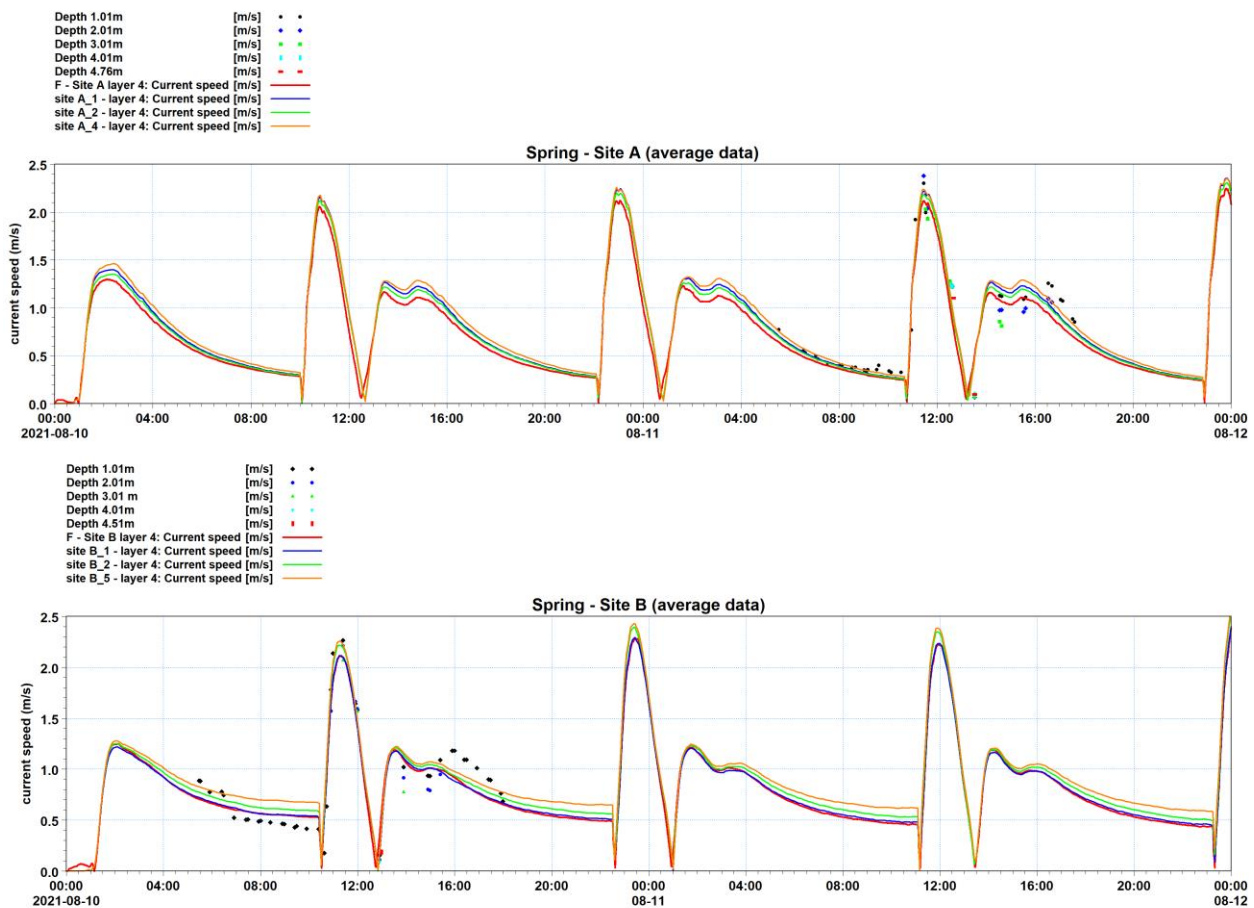 Depth 1.01m [m/s]
Depth 2.01m [m/s]
Depth 3.01m [m/s]
Depth 4.01m [m/s]
Depth 4.76m [m/s]
F - Site A layer 4: Current speed [m/s]
site A_1 - layer 4: Current speed [m/s]
site A_2 - layer 4: Current speed [m/s]
site A_4 - layer 4: Current speed [m/s]
Spring - Site A (average data)
2.5
2.0
1.5
1.0
0.5
0.0
current speed (m/s)
00:00 04:00 08:00 12:00 16:00 20:00 00:00 04:00 08:00 12:00 16:00 20:00 00:00
2021-08-10 08-11 08-12
Depth 1.01m [m/s]
Depth 2.01m [m/s]
Depth 3.01 m [m/s]
Depth 4.01m [m/s]
Depth 4.51m [m/s]
F - Site B layer 4: Current speed [m/s]
site B_1 - layer 4: Current speed [m/s]
site B_2 - layer 4: Current speed [m/s]
site B_5 - layer 4: Current speed [m/s]
Spring - Site B (average data)
2.5
2.0
1.5
1.0
0.5
0.0
current speed (m/s)
00:00 04:00 08:00 12:00 16:00 20:00 00:00 04:00 08:00 12:00 16:00 20:00 00:00
2021-08-10 08-11 08-12